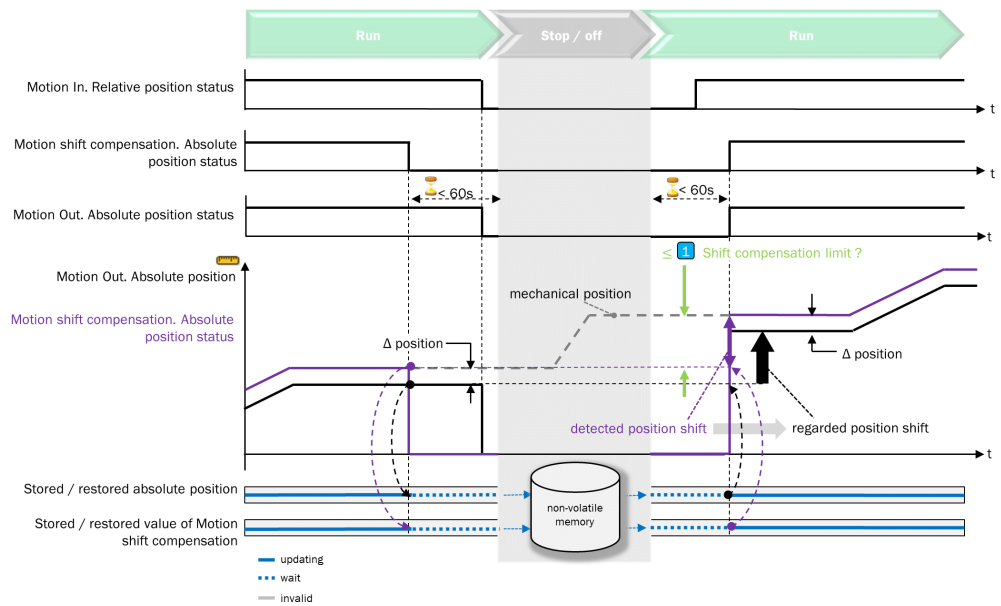 Run
Stop / off
Run
Motion In. Relative position status
t
Motion shift compensation. Absolute
position status
t
< 60s
< 60s
Motion Out. Absolute position status
t
≤ 1 Shift compensation limit ?
Motion Out. Absolute position
mechanical position
Motion shift compensation. Absolute
position status
Δ position
Δ position
detected position shift
regarded position shift
t
Stored / restored absolute position
non-volatile
memory
Stored / restored value of Motion
shift compensation
updating
wait
invalid